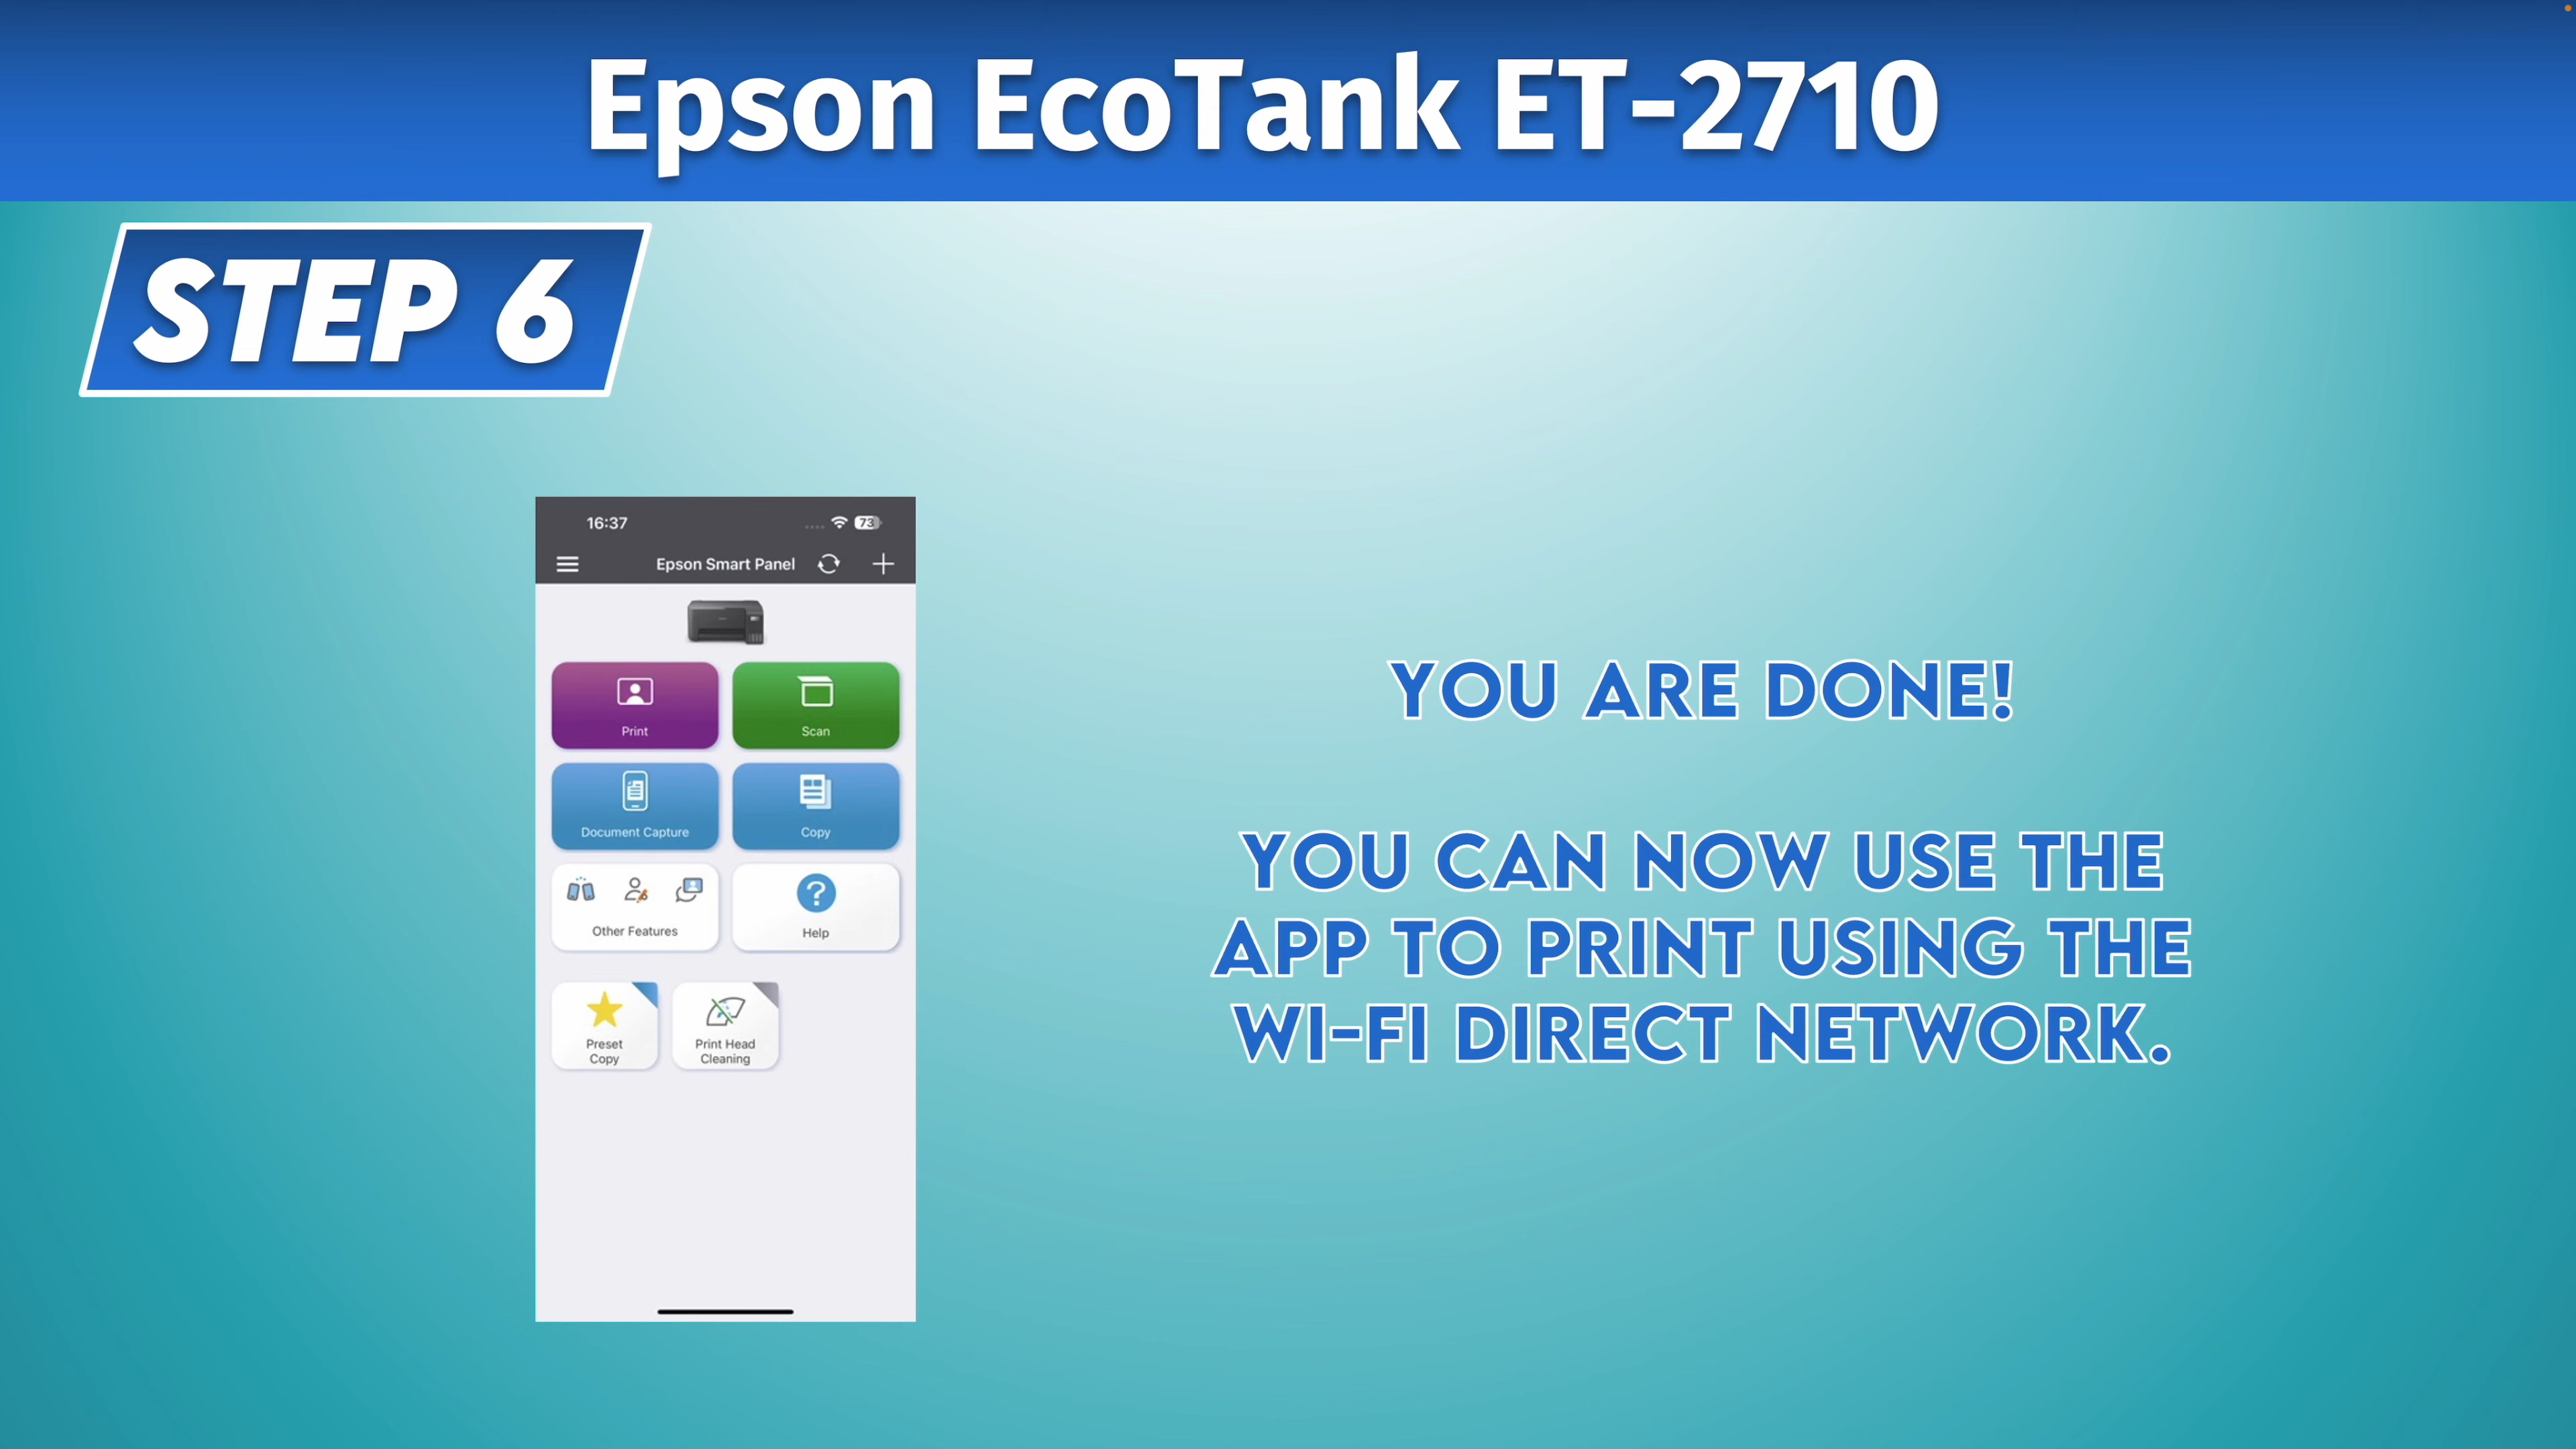 Epson EcoTank ET-2710
STEP 6
16:37
73
Epson Smart Panel
Print
Scan
Document Capture
Copy
Other Features
Help
Preset
Copy
Print Head
Cleaning
YOU ARE DONE!
YOU CAN NOW USE THE
APP TO PRINT USING THE
WI-FI DIRECT NETWORK.